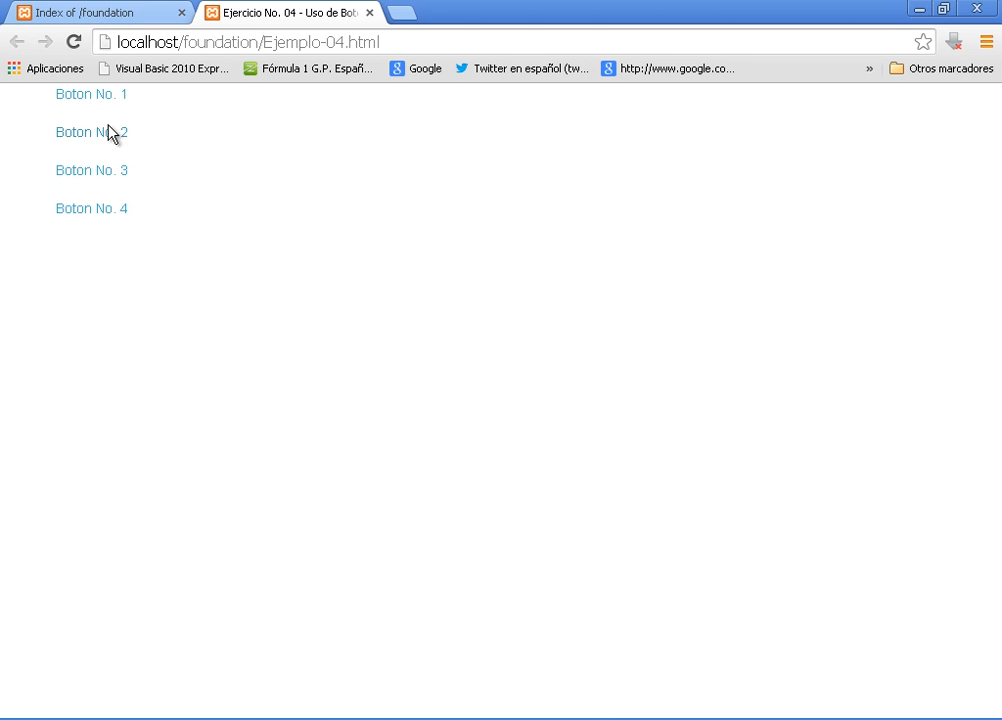 Index of /foundation
Ejercicio No. 04 - Uso de Bot
localhost/foundation/Ejemplo-04.html
Aplicaciones
Visual Basic 2010 Expr...
Fórmula 1 G.P. Españ...
Google
Twitter en español (tw...
http://www.google.co...
»
Otros marcadores
Boton No. 1
Boton No. 2
Boton No. 3
Boton No. 4